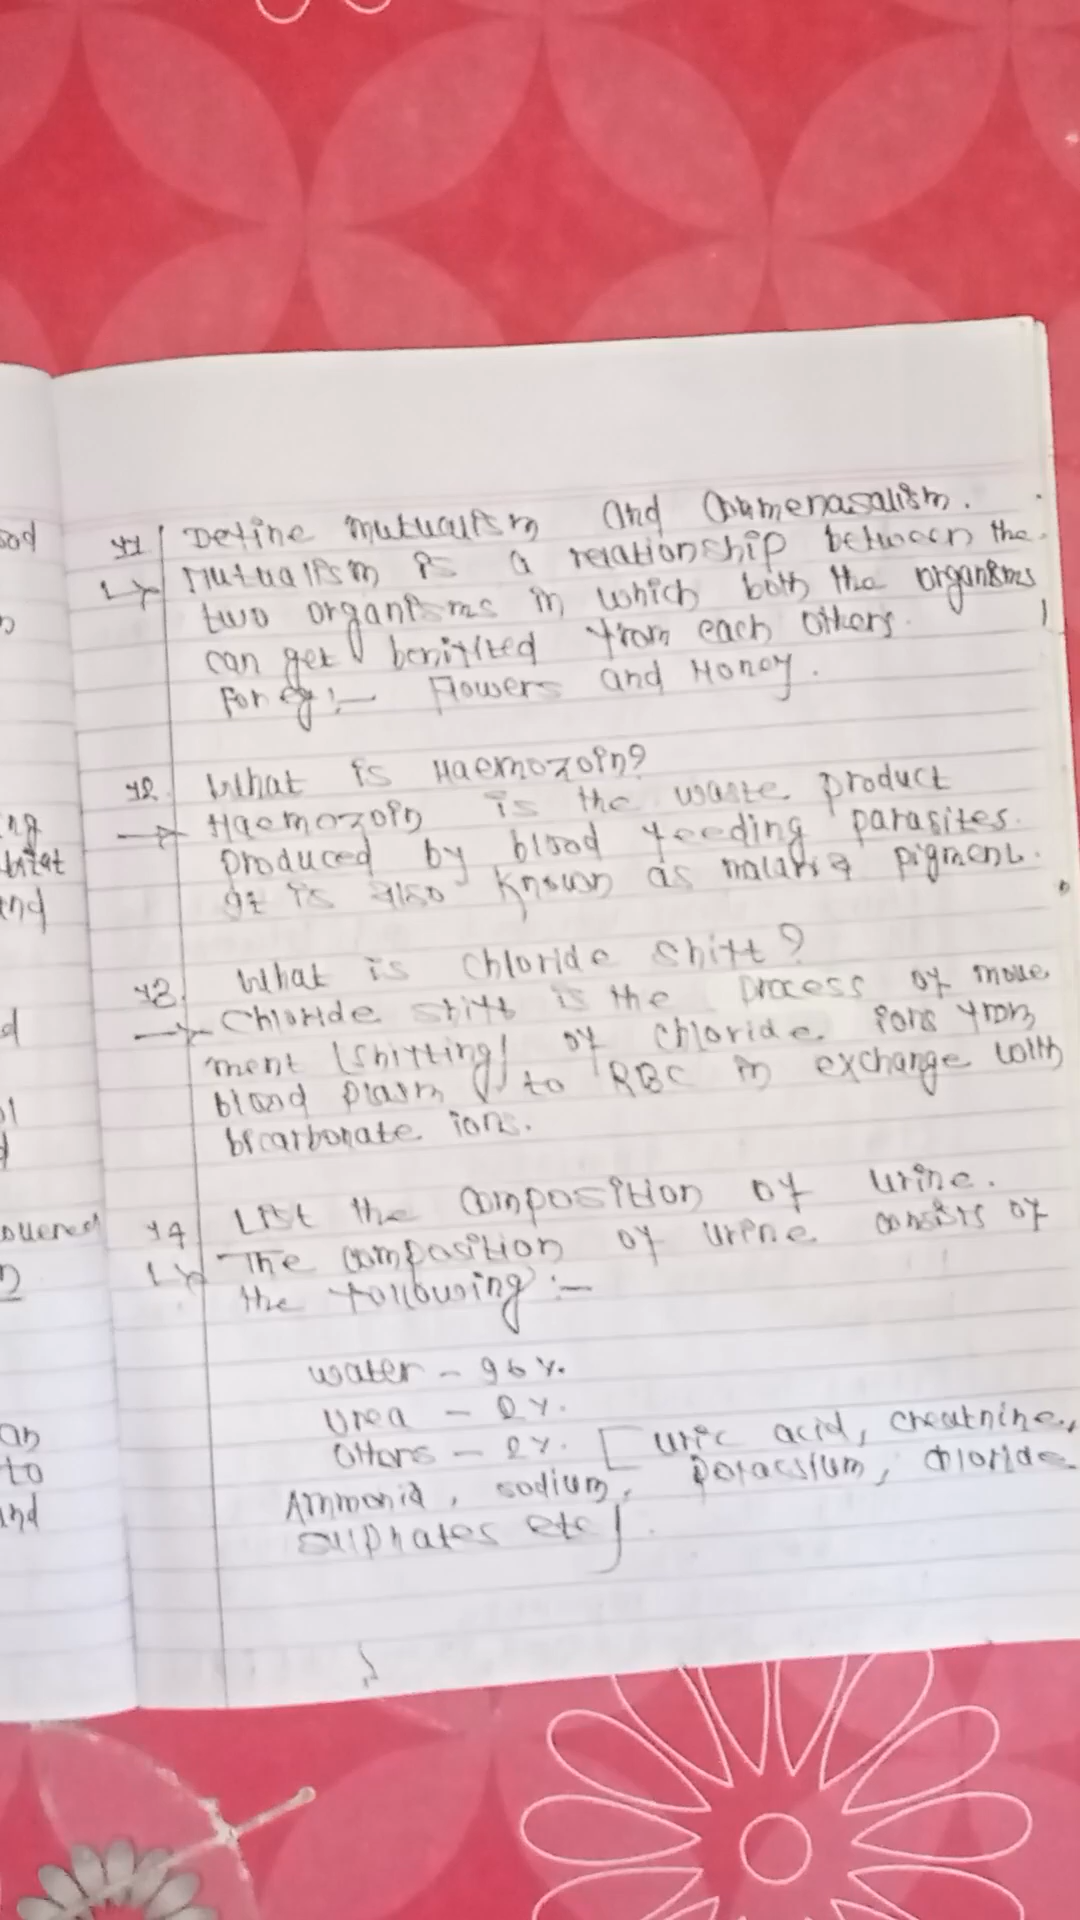 41 Define mutualism and Commenasalism.
Mutualism is a relationship between the
two organisms in which both the organisms
can get benifited from each others.
For eg:- Flowers and Honey.
42. What is Haemozoin?
→ Haemozoin is the waste product
produced by blood feeding parasites.
It is also known as malaria pigment.
43. What is chloride shift?
→ Chloride shift is the process of move
ment (shifting) of chloride ions from
blood plasm to RBC in exchange with
bicarbonate ions.
44 List the composition of urine.
The composition of urine consists of
the following :-
water - 96%.
Urea - 2%.
Others - 2%. [uric acid, creatnine,
Ammonia, sodium, potassium, chloride
sulphates etc].